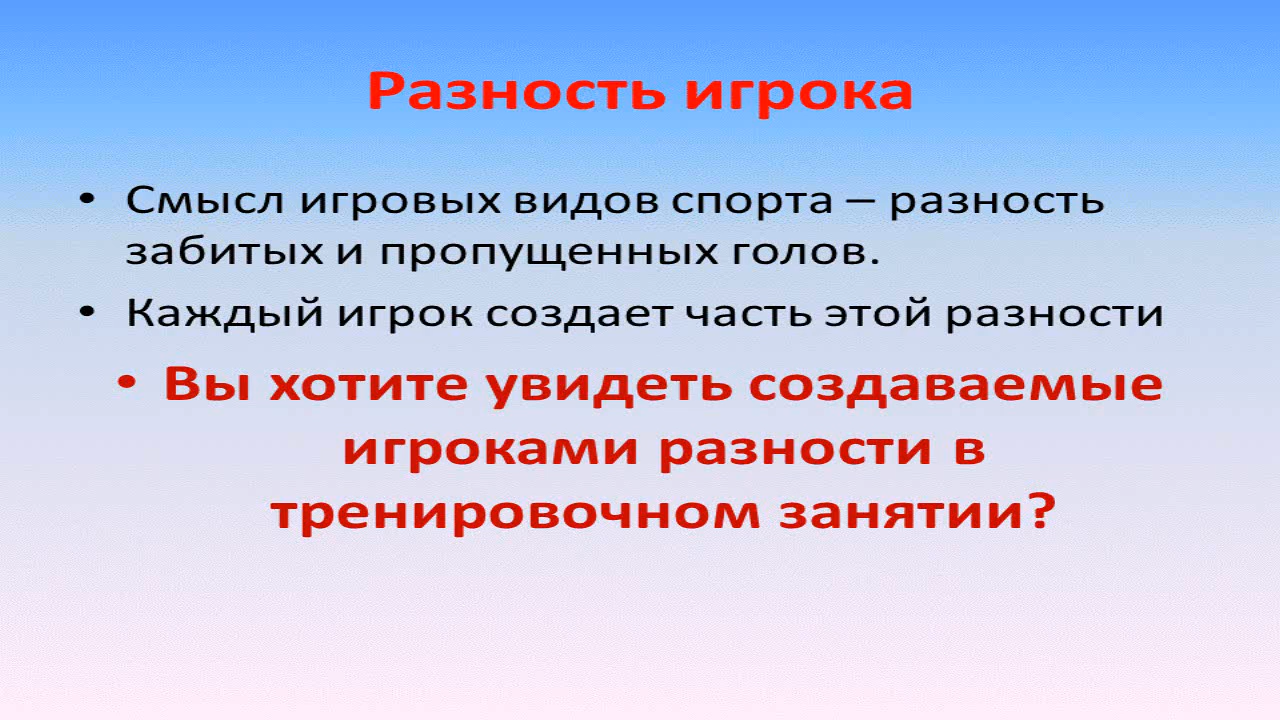 Разность игрока
• Смысл игровых видов спорта – разность
забитых и пропущенных голов.
• Каждый игрок создает часть этой разности
• Вы хотите увидеть создаваемые
игроками разности в
тренировочном занятии?